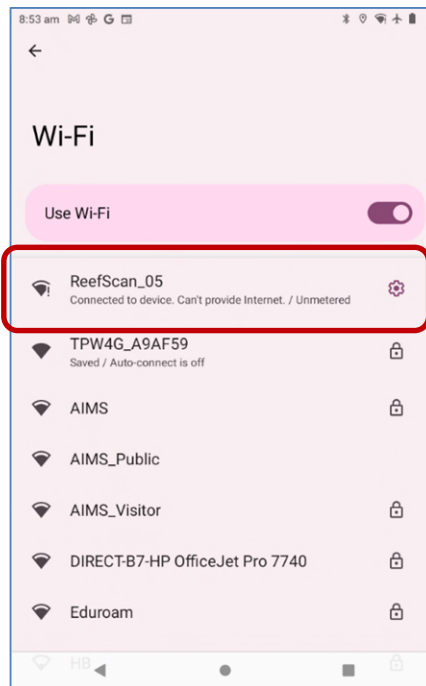 8:53 am
Wi-Fi
Use Wi-Fi
ReefScan_05
Connected to device. Can't provide Internet. / Unmetered
TPW4G_A9AF59
Saved / Auto-connect is off
AIMS
AIMS_Public
AIMS_Visitor
DIRECT-B7-HP OfficeJet Pro 7740
Eduroam
HB